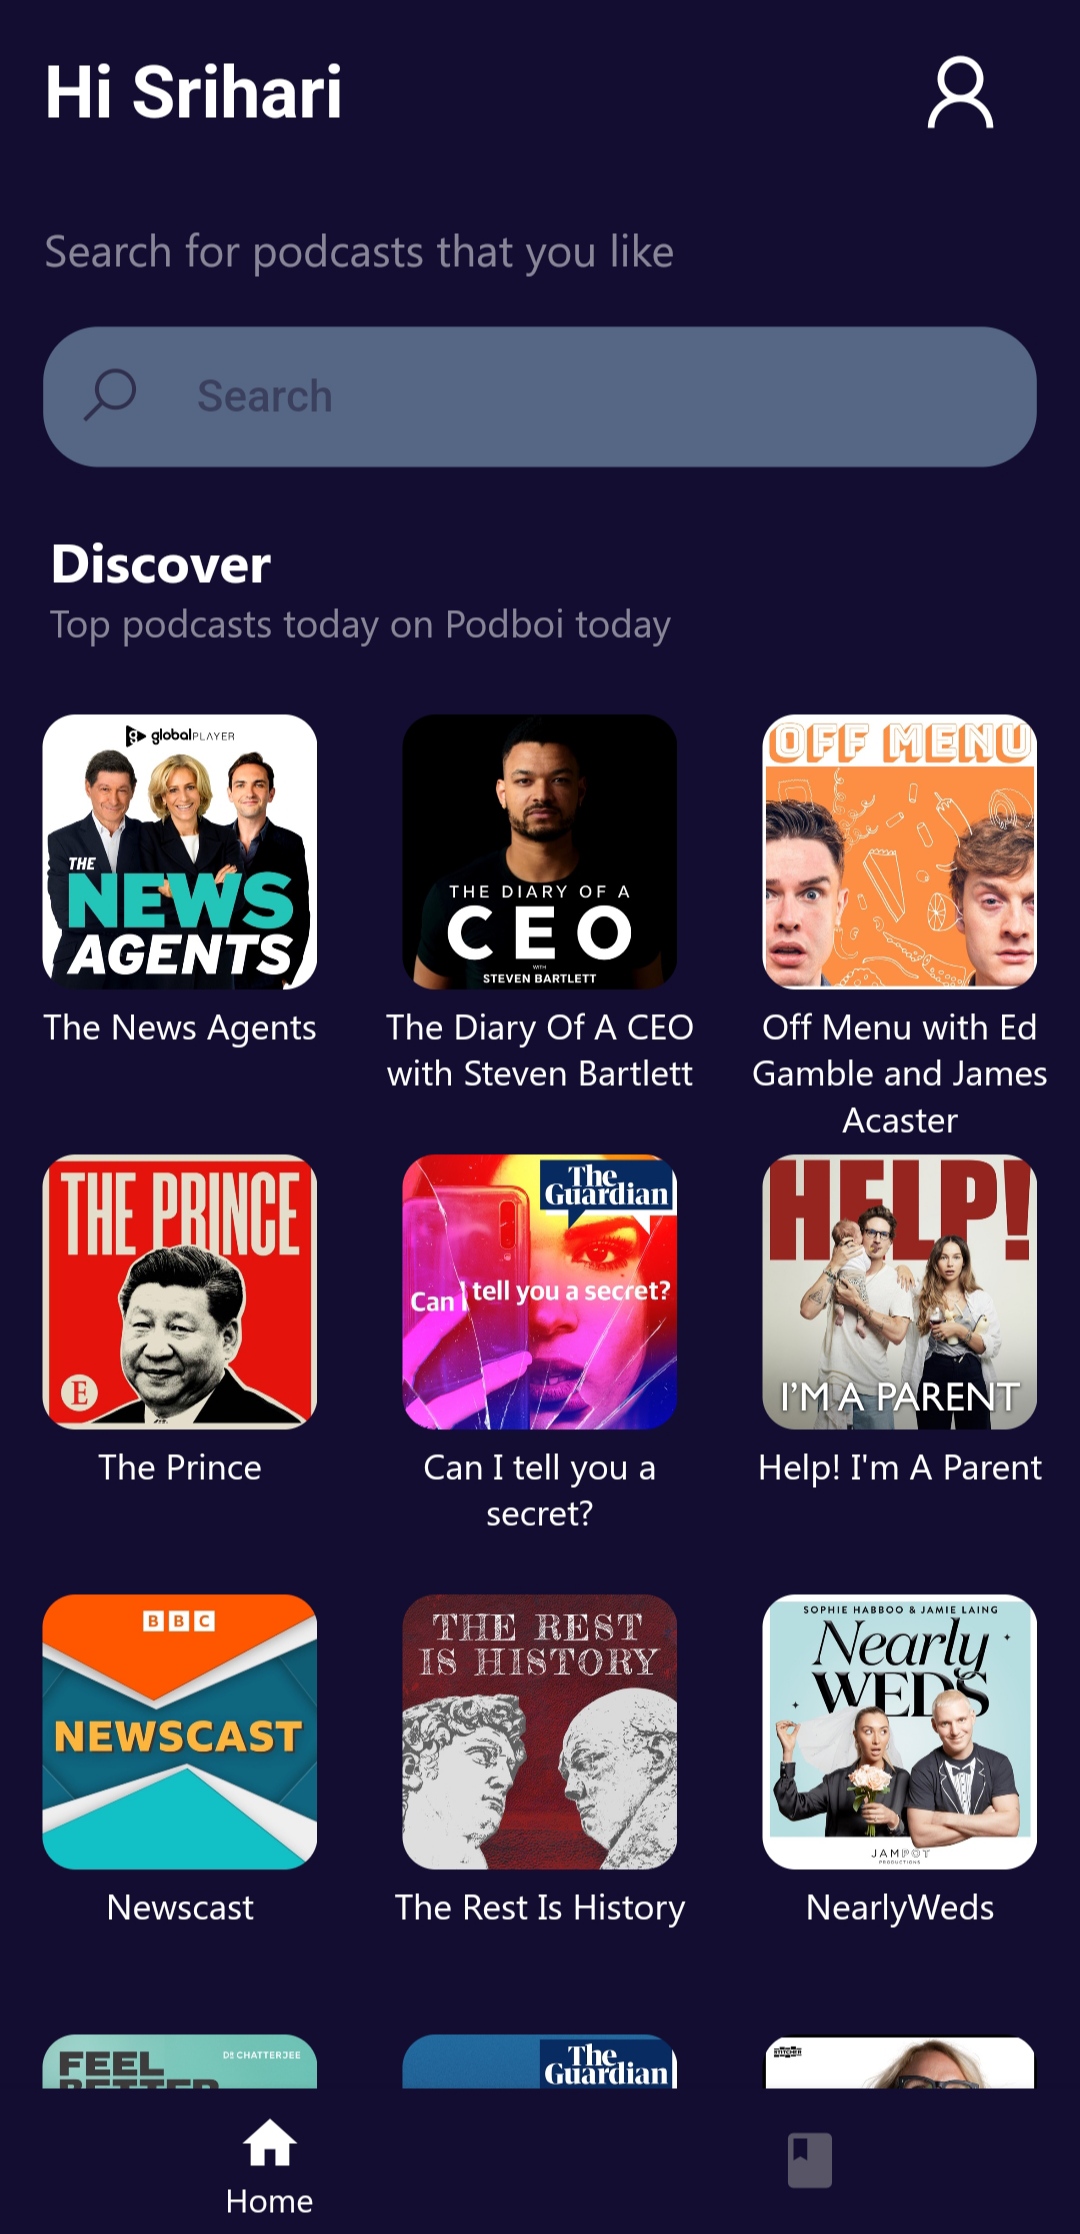 Hi Srihari
Search for podcasts that you like
Search
Discover
Top podcasts today on Podboi today
globalPLAYER
THE
NEWS
AGENTS
THE DIARY OF A
CEO
WITH
STEVEN BARTLETT
OFF MENU
The News Agents
The Diary Of A CEO
with Steven Bartlett
Off Menu with Ed
Gamble and James
Acaster
THE PRINCE
E
The
Guardian
Can I tell you a secret?
HELP!
I'M A PARENT
The Prince
Can I tell you a
secret?
Help! I'm A Parent
BBC
NEWSCAST
THE REST
IS HISTORY
SOPHIE HABBOO & JAMIE LAING
Nearly
WEDS
JAMPOT
PRODUCTIONS
Newscast
The Rest Is History
NearlyWeds
FEEL
BETTER
DR CHATTERJEE
The
Guardian
STITCHER
Home